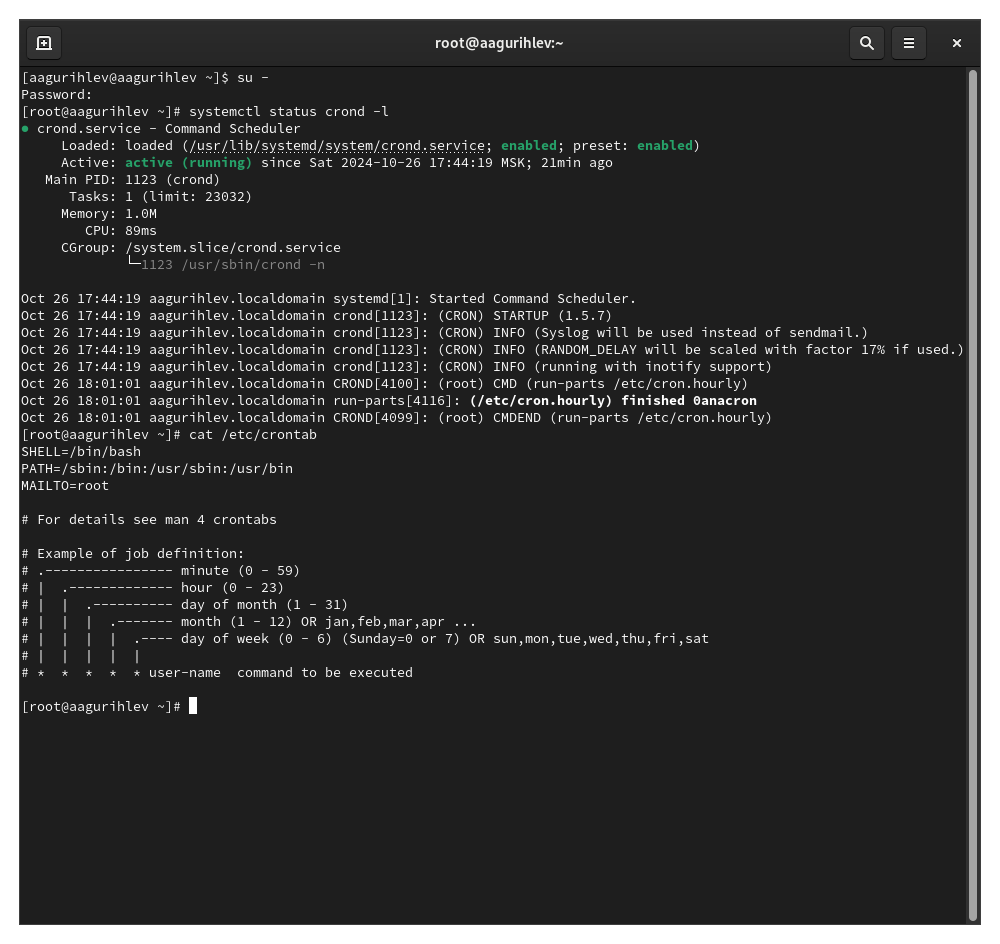 root@aagurihlev:~
[aagurihlev@aagurihlev ~]$ su -
Password:
[root@aagurihlev ~]# systemctl status crond -l
● crond.service - Command Scheduler
     Loaded: loaded (/usr/lib/systemd/system/crond.service; enabled; preset: enabled)
     Active: active (running) since Sat 2024-10-26 17:44:19 MSK; 21min ago
   Main PID: 1123 (crond)
      Tasks: 1 (limit: 23032)
     Memory: 1.0M
        CPU: 89ms
     CGroup: /system.slice/crond.service
             └─1123 /usr/sbin/crond -n

Oct 26 17:44:19 aagurihlev.localdomain systemd[1]: Started Command Scheduler.
Oct 26 17:44:19 aagurihlev.localdomain crond[1123]: (CRON) STARTUP (1.5.7)
Oct 26 17:44:19 aagurihlev.localdomain crond[1123]: (CRON) INFO (Syslog will be used instead of sendmail.)
Oct 26 17:44:19 aagurihlev.localdomain crond[1123]: (CRON) INFO (RANDOM_DELAY will be scaled with factor 17% if used.)
Oct 26 17:44:19 aagurihlev.localdomain crond[1123]: (CRON) INFO (running with inotify support)
Oct 26 18:01:01 aagurihlev.localdomain CROND[4100]: (root) CMD (run-parts /etc/cron.hourly)
Oct 26 18:01:01 aagurihlev.localdomain run-parts[4116]: (/etc/cron.hourly) finished 0anacron
Oct 26 18:01:01 aagurihlev.localdomain CROND[4099]: (root) CMDEND (run-parts /etc/cron.hourly)
[root@aagurihlev ~]# cat /etc/crontab
SHELL=/bin/bash
PATH=/sbin:/bin:/usr/sbin:/usr/bin
MAILTO=root

# For details see man 4 crontabs

# Example of job definition:
# .---------------- minute (0 - 59)
# |  .------------- hour (0 - 23)
# |  |  .---------- day of month (1 - 31)
# |  |  |  .------- month (1 - 12) OR jan,feb,mar,apr ...
# |  |  |  |  .---- day of week (0 - 6) (Sunday=0 or 7) OR sun,mon,tue,wed,thu,fri,sat
# |  |  |  |  |
# *  *  *  *  * user-name  command to be executed

[root@aagurihlev ~]#